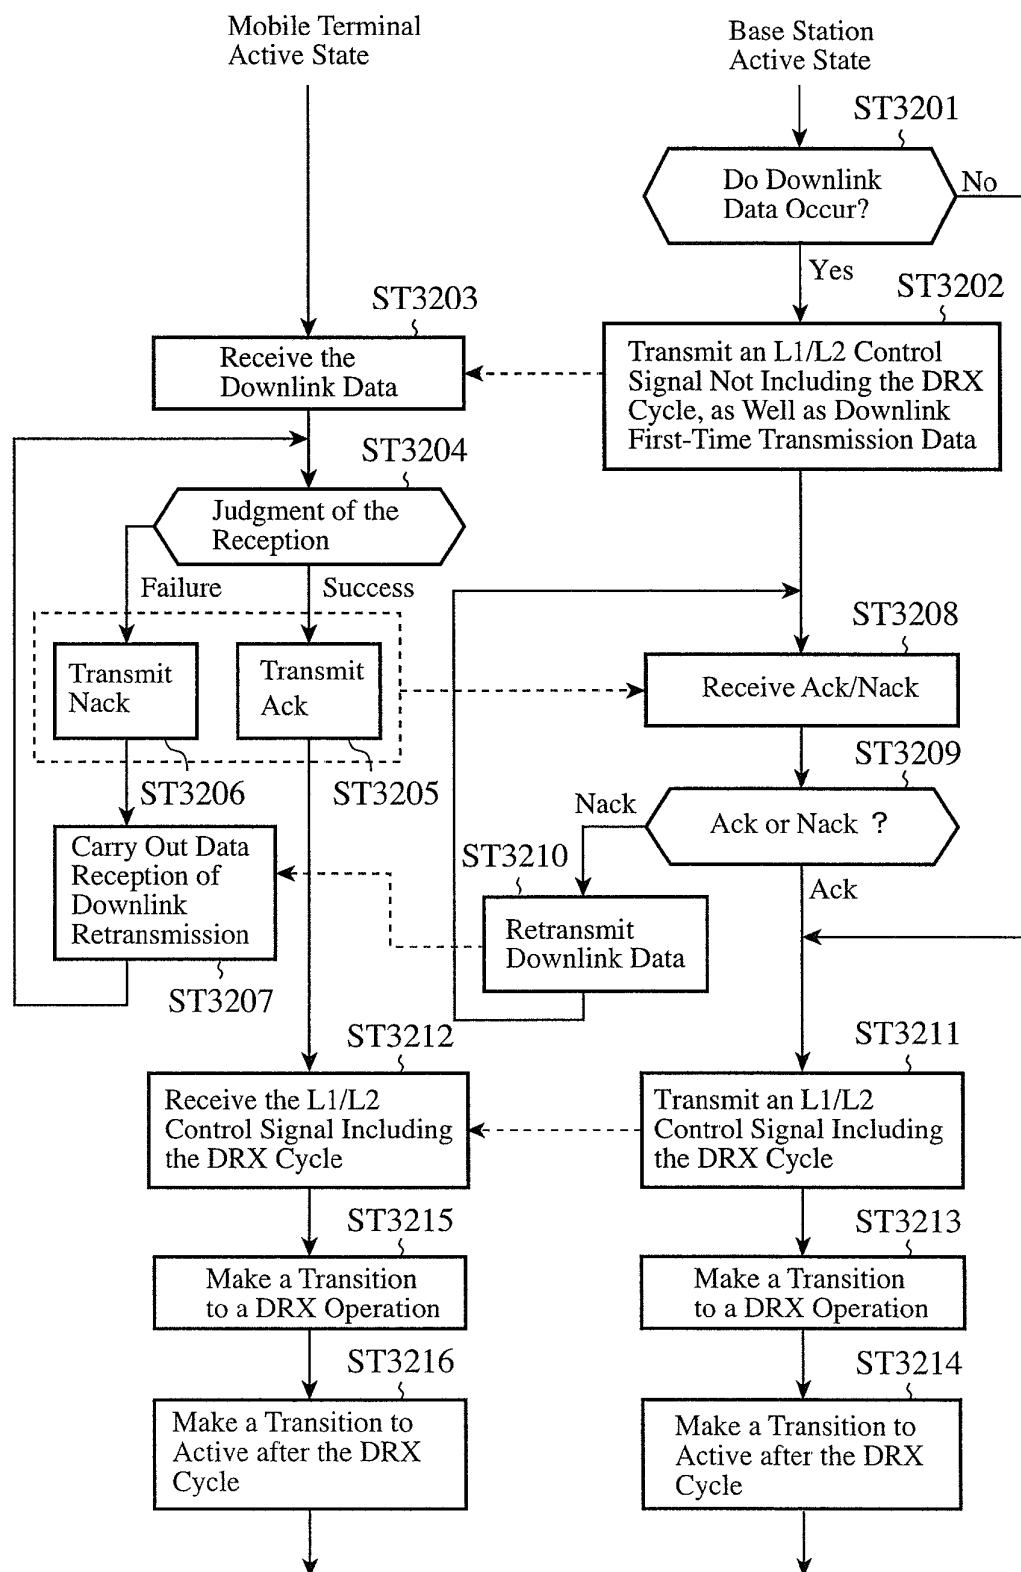 Mobile Terminal
Active State
Base Station
Active State
ST3201
Do Downlink
Data Occur?
No
Yes
ST3202
Transmit an L1/L2 Control
Signal Not Including the DRX
Cycle, as Well as Downlink
First-Time Transmission Data
ST3203
Receive the
Downlink Data
ST3204
Judgment of the
Reception
Failure
Success
Transmit
Nack
Transmit
Ack
ST3206
ST3205
ST3208
Receive Ack/Nack
ST3209
Ack or Nack ?
Nack
Ack
ST3210
Retransmit
Downlink Data
Carry Out Data
Reception of
Downlink
Retransmission
ST3207
ST3212
Receive the L1/L2
Control Signal Including
the DRX Cycle
ST3211
Transmit an L1/L2
Control Signal Including
the DRX Cycle
ST3215
Make a Transition
to a DRX Operation
ST3213
Make a Transition
to a DRX Operation
ST3216
Make a Transition to
Active after the DRX
Cycle
ST3214
Make a Transition to
Active after the DRX
Cycle